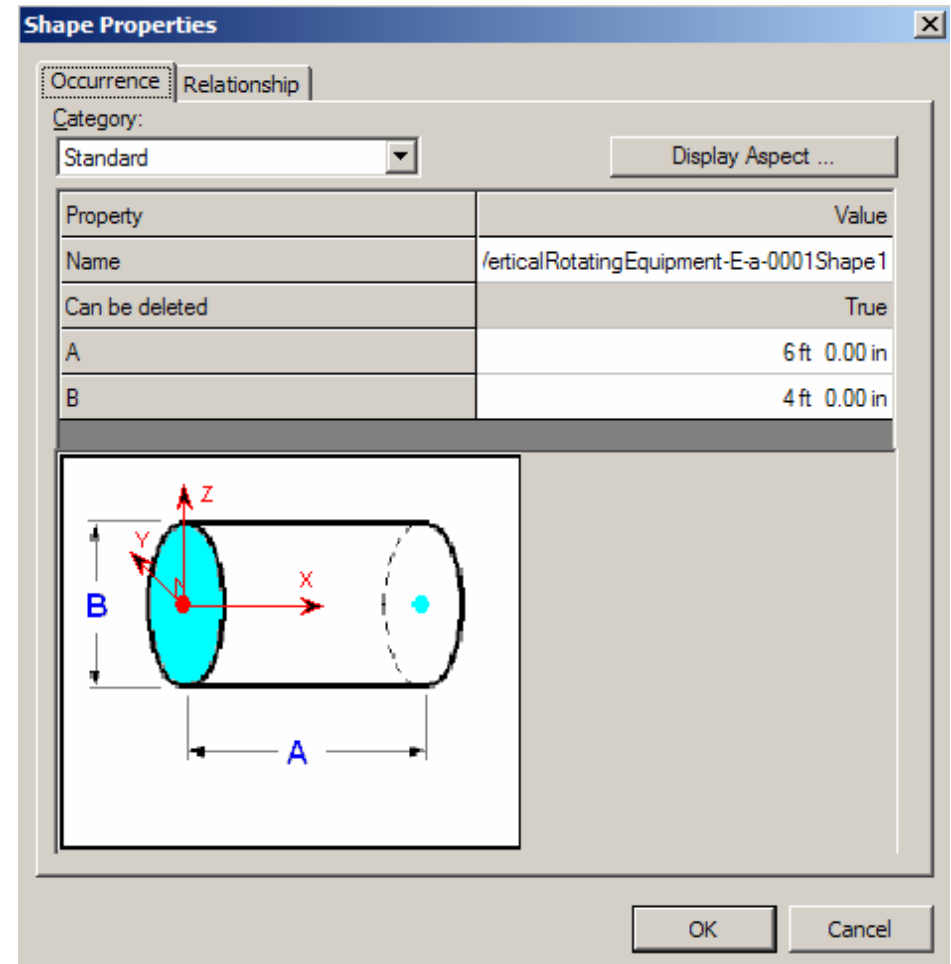 Shape Properties
Occurrence Relationship
Category:
Standard Display Aspect ...
Property Value
Name /erticalRotatingEquipment-E-a-0001Shape1
Can be deleted True
A 6 ft 0.00 in
B 4 ft 0.00 in
Z
Y
X
B
A
OK Cancel